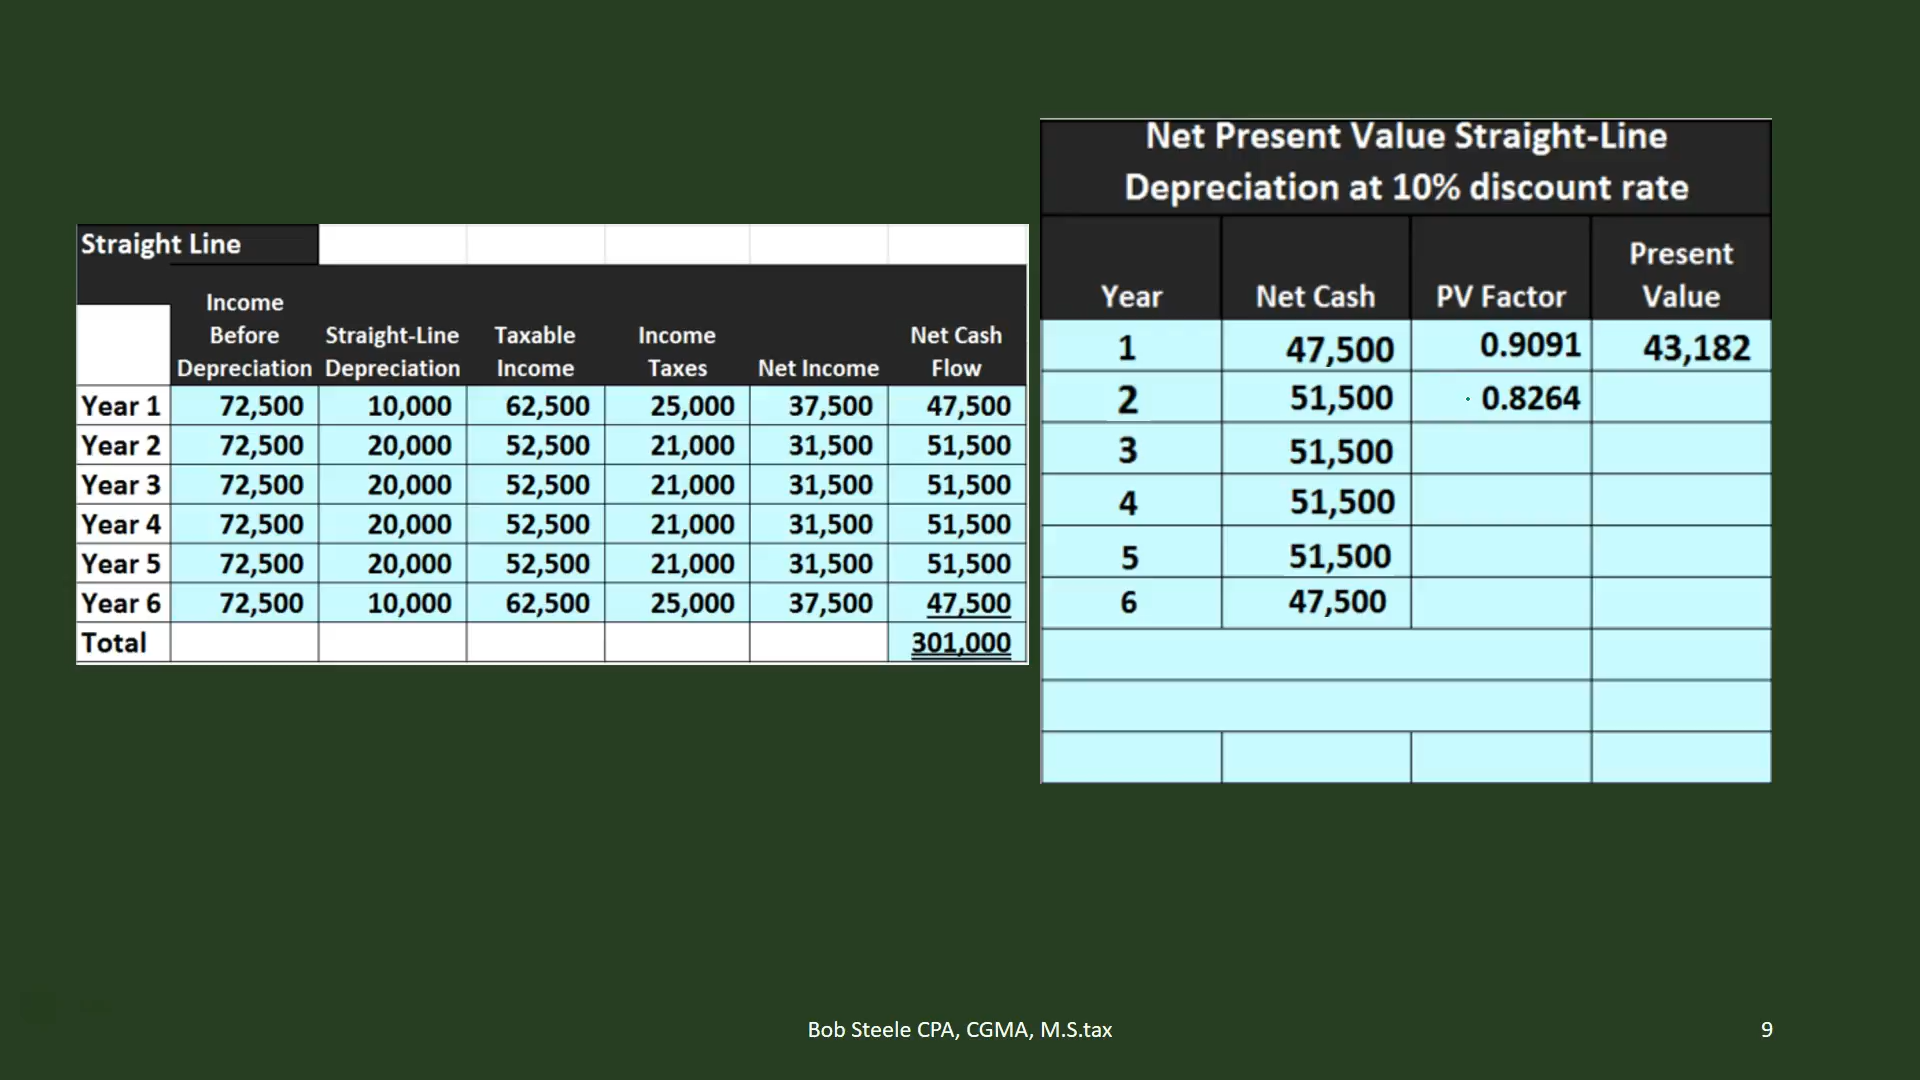 Straight Line
Income Before Depreciation Straight-Line Depreciation Taxable Income Income Taxes Net Income Net Cash Flow
Year 1 72,500 10,000 62,500 25,000 37,500 47,500
Year 2 72,500 20,000 52,500 21,000 31,500 51,500
Year 3 72,500 20,000 52,500 21,000 31,500 51,500
Year 4 72,500 20,000 52,500 21,000 31,500 51,500
Year 5 72,500 20,000 52,500 21,000 31,500 51,500
Year 6 72,500 10,000 62,500 25,000 37,500 47,500
Total 301,000
Net Present Value Straight-Line
Depreciation at 10% discount rate
Year Net Cash PV Factor Present Value
1 47,500 0.9091 43,182
2 51,500 0.8264
3 51,500
4 51,500
5 51,500
6 47,500
Bob Steele CPA, CGMA, M.S.tax
9